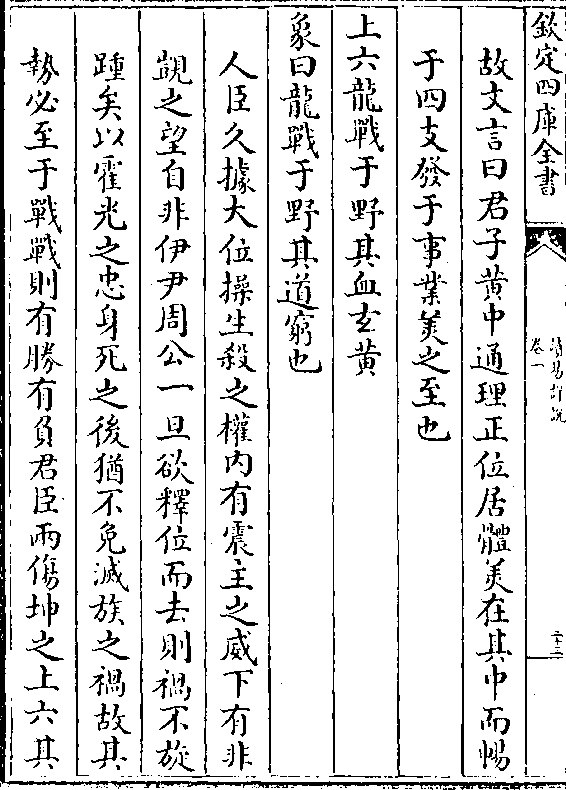 欽定四庫全書
讀易詳說
卷一
故文言曰君子黃中通理正位居體美在其中而暢
于四支發于事業美之至也
上六龍戰于野其血玄黃
象曰龍戰于野其道窮也
人臣久據大位操生殺之權內有震主之威下有非
覬之望自非伊尹周公一旦欲釋位而去則禍不旋
踵矣以霍光之忠身死之後猶不免滅族之禍故其
勢必至于戰戰則有勝有負君臣兩傷坤之上六其